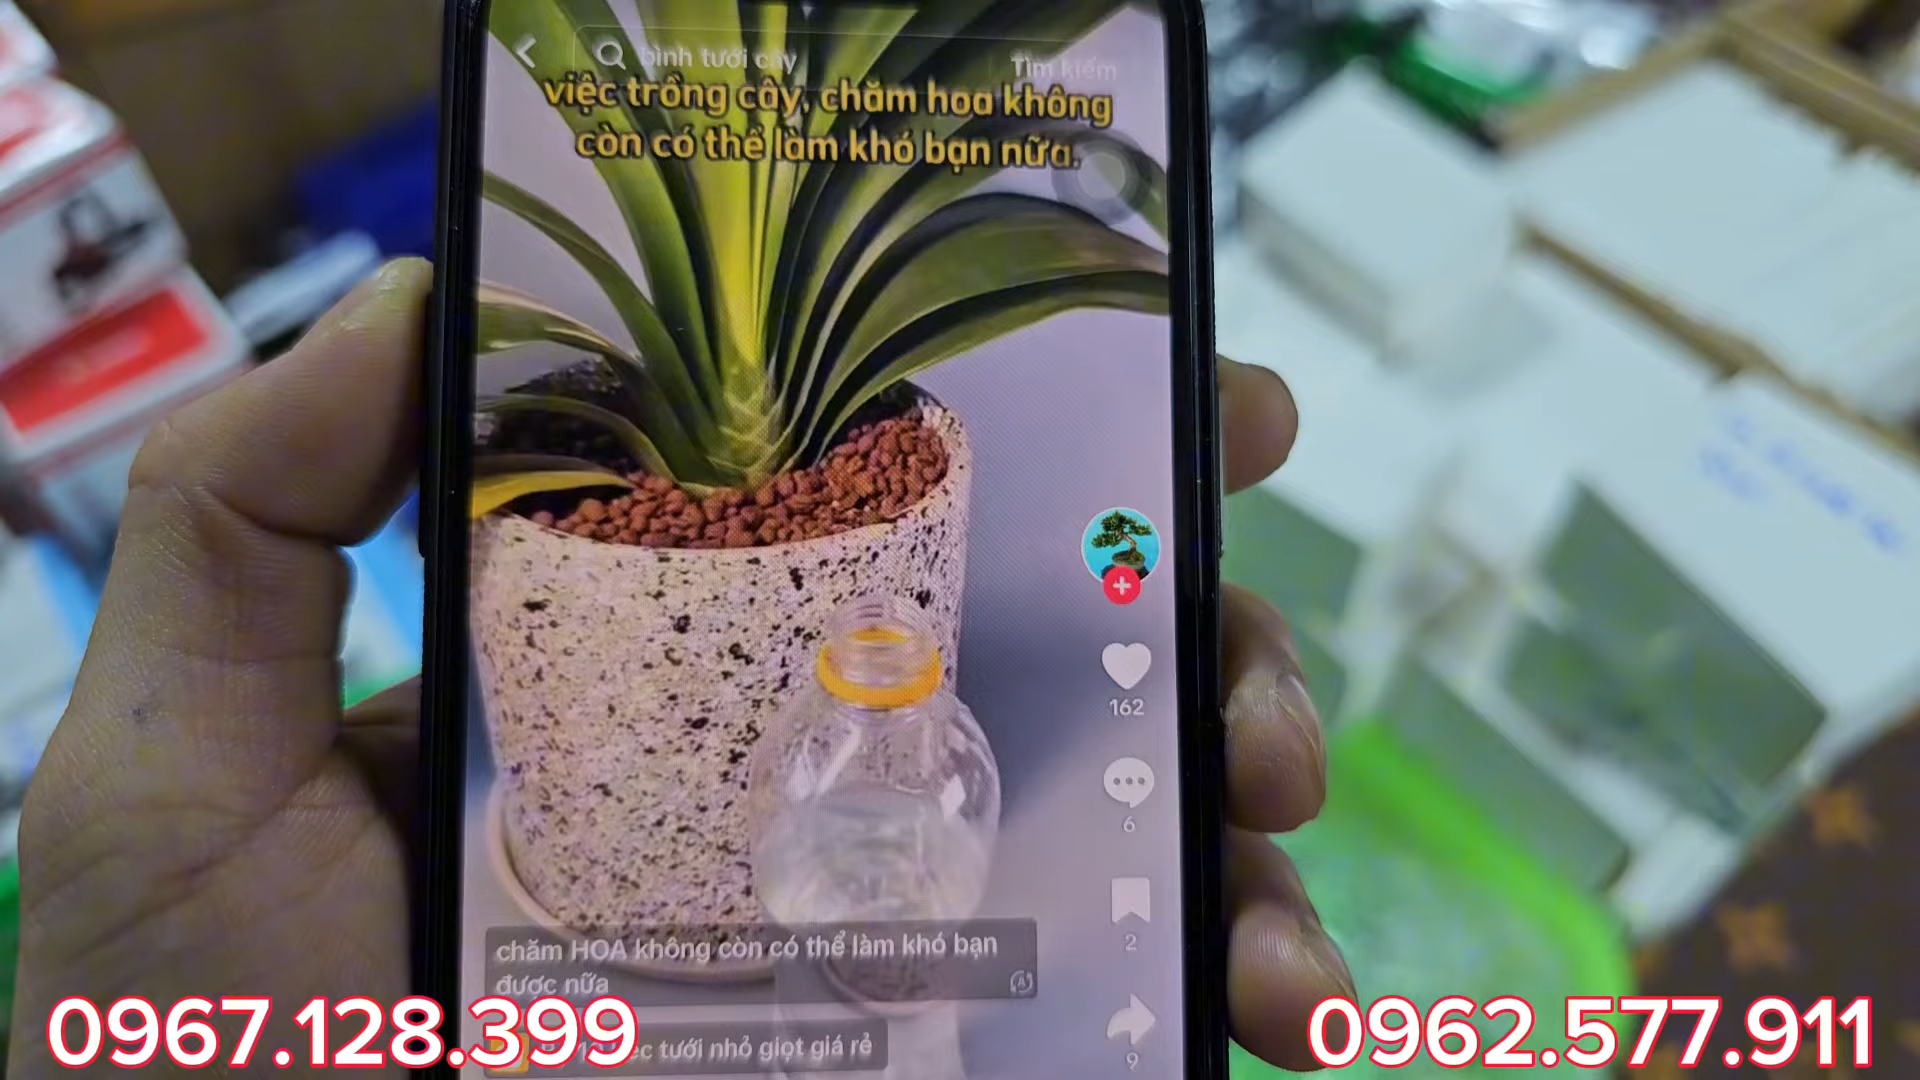 bình tưới cây
Tìm kiếm
việc trồng cây, chăm hoa không
còn có thể làm khó bạn nữa.
162
6
2
9
chăm HOA không còn có thể làm khó bạn
được nữa
tưới nhỏ giọt giá rẻ
0967.128.399
0962.577.911